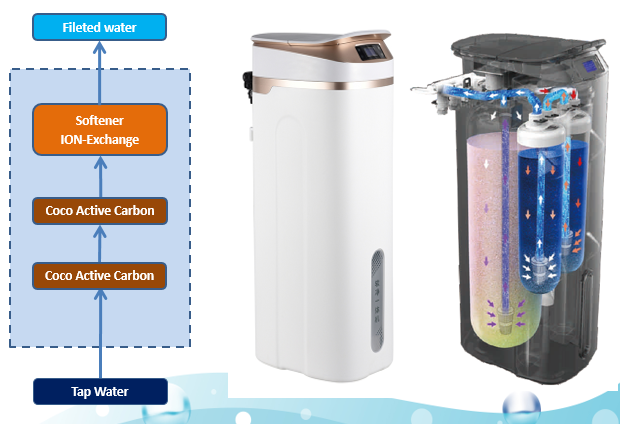 Fileted water
Softener
ION-Exchange
Coco Active Carbon
Coco Active Carbon
Tap Water